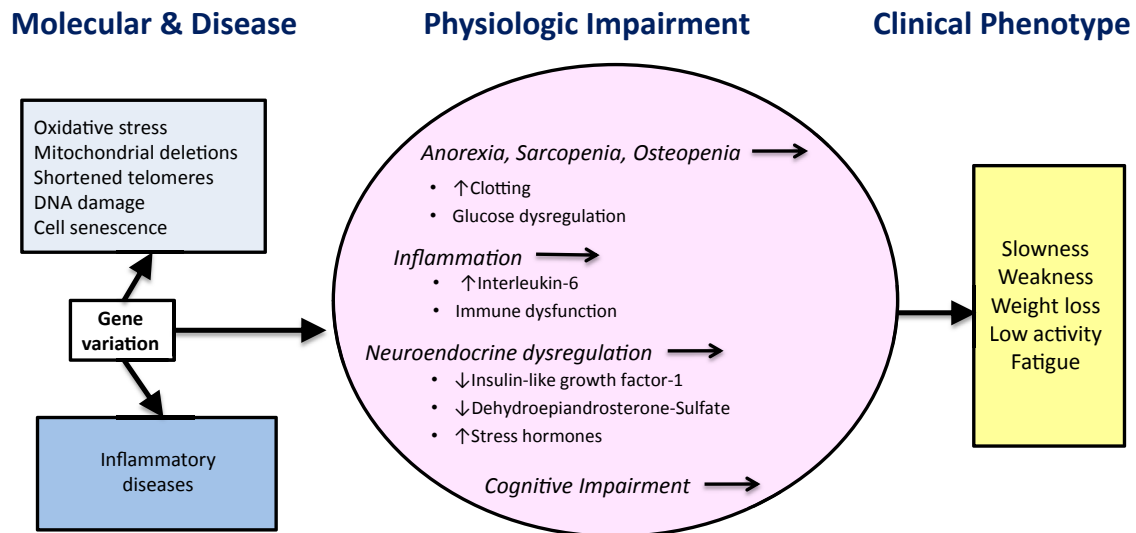 Molecular & Disease
Physiologic Impairment
Clinical Phenotype
Oxidative stress
Mitochondrial deletions
Shortened telomeres
DNA damage
Cell senescence
Gene
variation
Inflammatory
diseases
Anorexia, Sarcopenia, Osteopenia
• ↑Clotting
• Glucose dysregulation
Inflammation
• ↑Interleukin-6
• Immune dysfunction
Neuroendocrine dysregulation
• ↓Insulin-like growth factor-1
• ↓Dehydroepiandrosterone-Sulfate
• ↑Stress hormones
Cognitive Impairment
Slowness
Weakness
Weight loss
Low activity
Fatigue